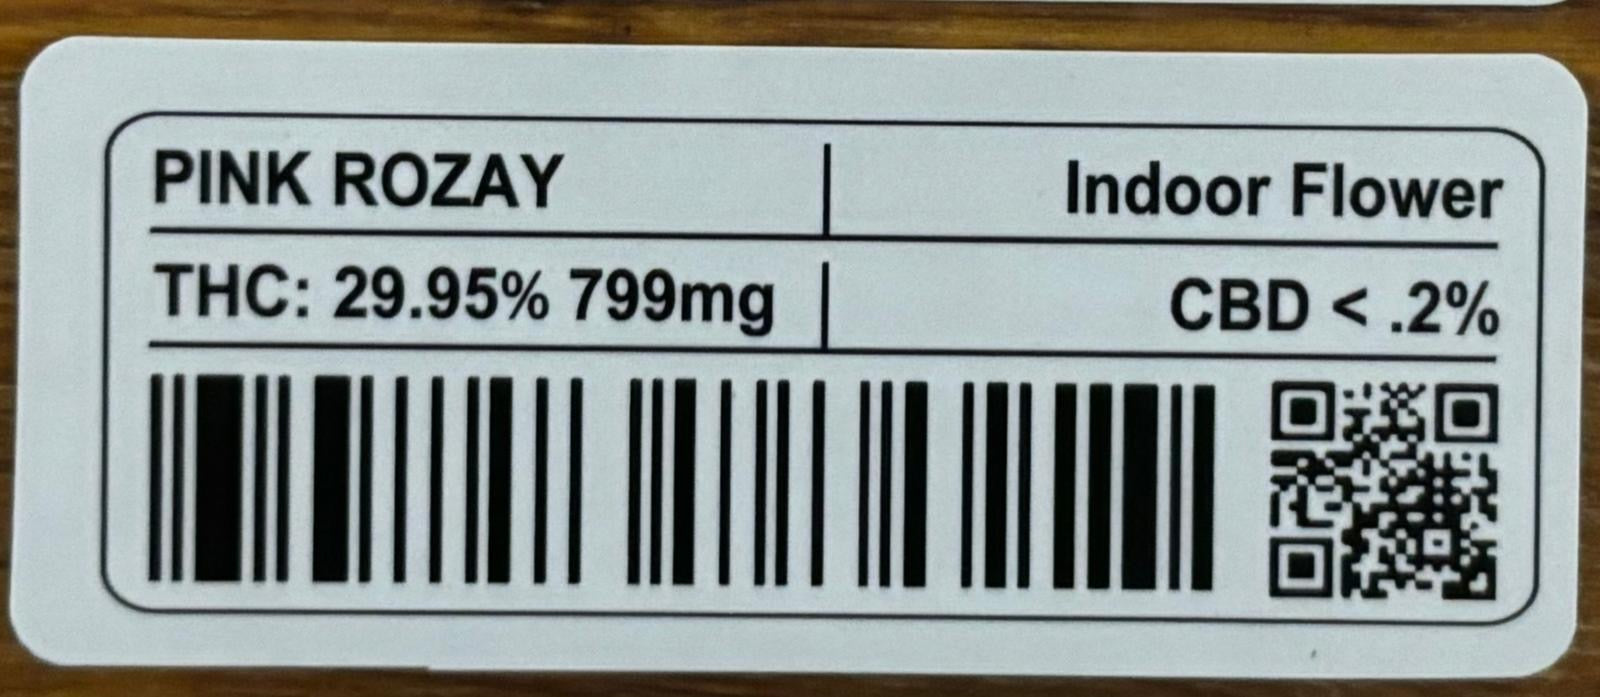 PINK ROZAY Indoor Flower
THC: 29.95% 799mg CBD < .2%